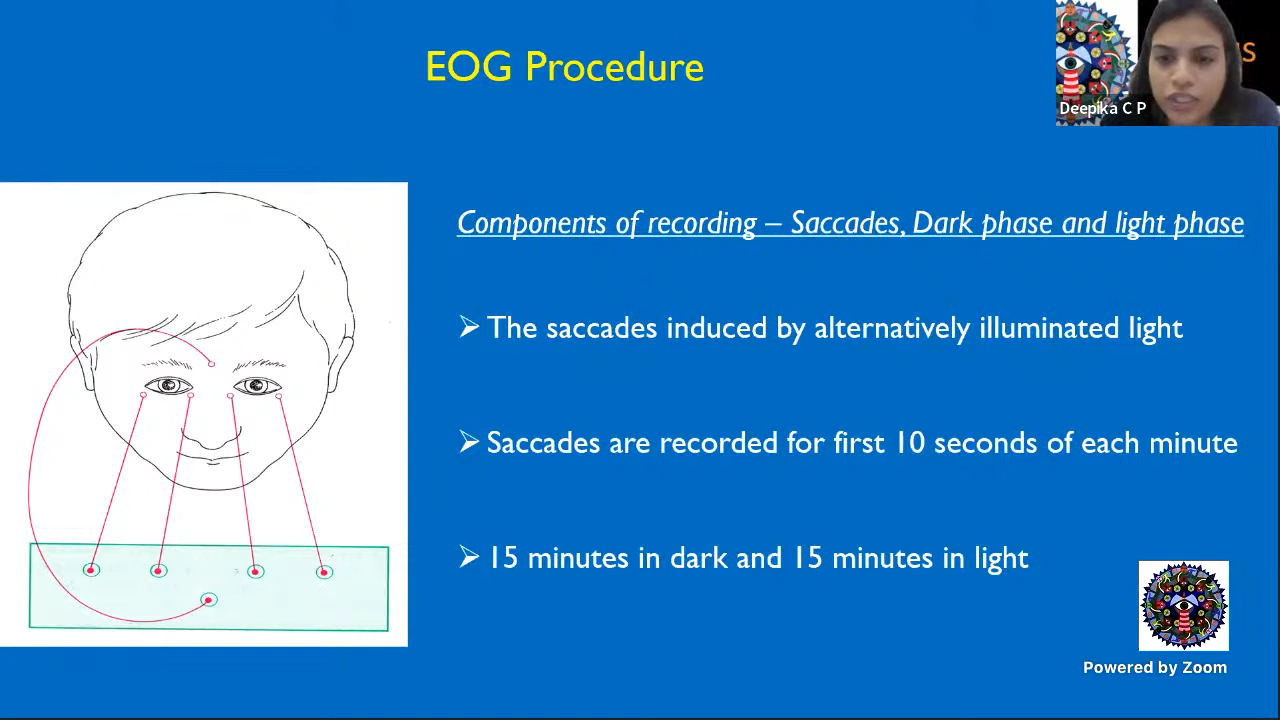 EOG Procedure
Deepika C P
Components of recording – Saccades, Dark phase and light phase
➢ The saccades induced by alternatively illuminated light
➢ Saccades are recorded for first 10 seconds of each minute
➢ 15 minutes in dark and 15 minutes in light
Powered by Zoom